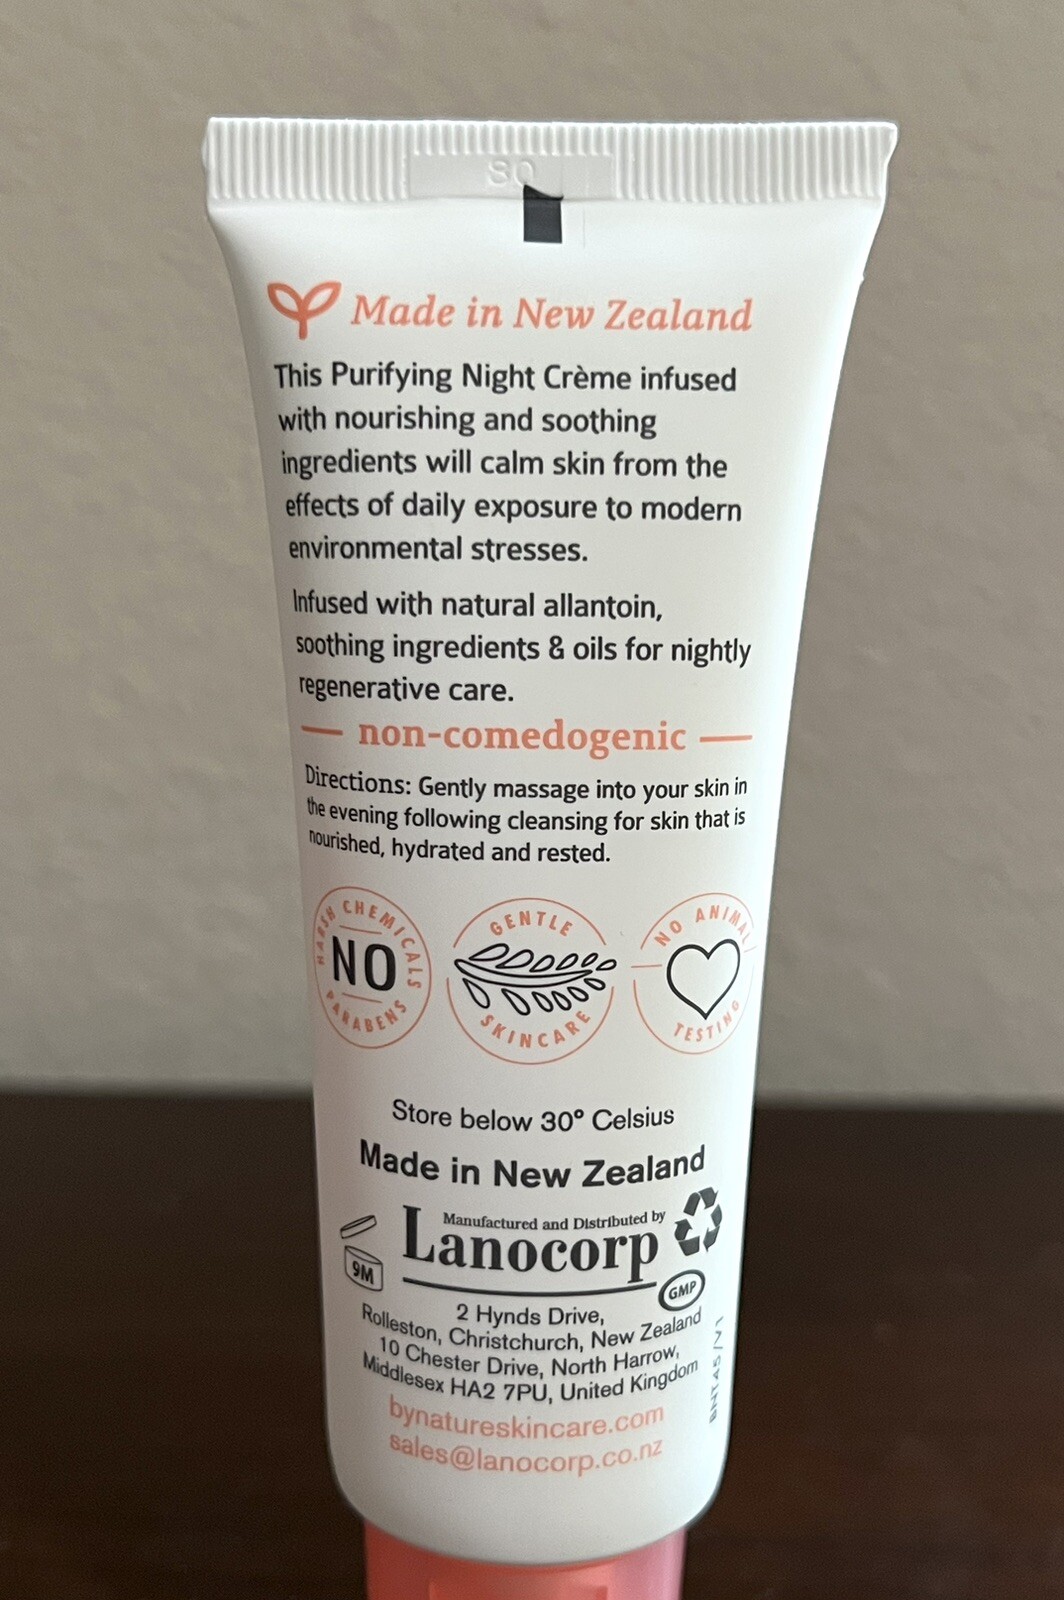 Made in New Zealand
This Purifying Night Crème infused
with nourishing and soothing
ingredients will calm skin from the
effects of daily exposure to modern
environmental stresses.
Infused with natural allantoin,
soothing ingredients & oils for nightly
regenerative care.
non-comedogenic
Directions: Gently massage into your skin in
the evening following cleansing for skin that is
nourished, hydrated and rested.
HARSH CHEMICALS
NO
PARABENS
GENTLE
SKINCARE
NO ANIMAL
TESTING
Store below 30° Celsius
Made in New Zealand
Manufactured and Distributed by
Lanocorp
9M
GMP
2 Hynds Drive,
Rolleston, Christchurch, New Zealand
10 Chester Drive, North Harrow,
Middlesex HA2 7PU, United Kingdom
BNT45/V1
bynatureskincare.com
sales@lanocorp.co.nz